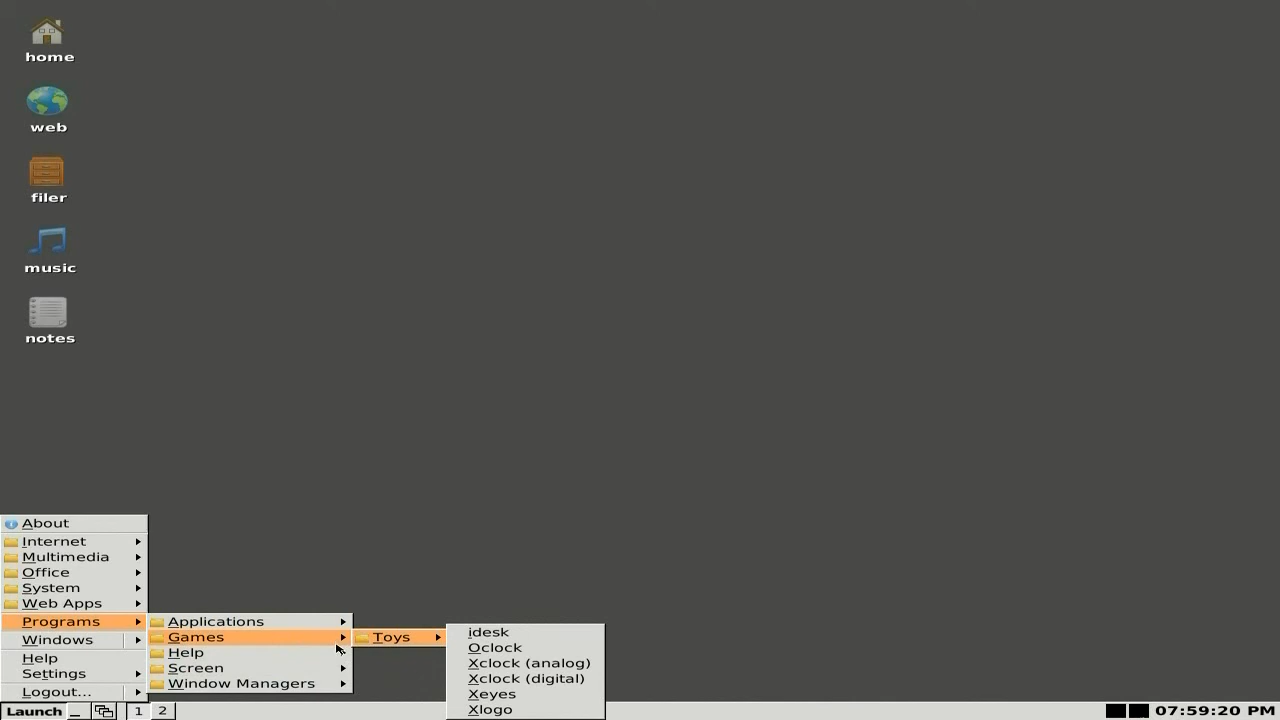 home
web
filer
music
notes
About
Internet
Multimedia
Office
System
Web Apps
Programs
Windows
Help
Settings
Logout...
Applications
Games
Help
Screen
Window Managers
Toys
idesk
Oclock
Xclock (analog)
Xclock (digital)
Xeyes
Xlogo
Launch 1 2 07:59:20 PM